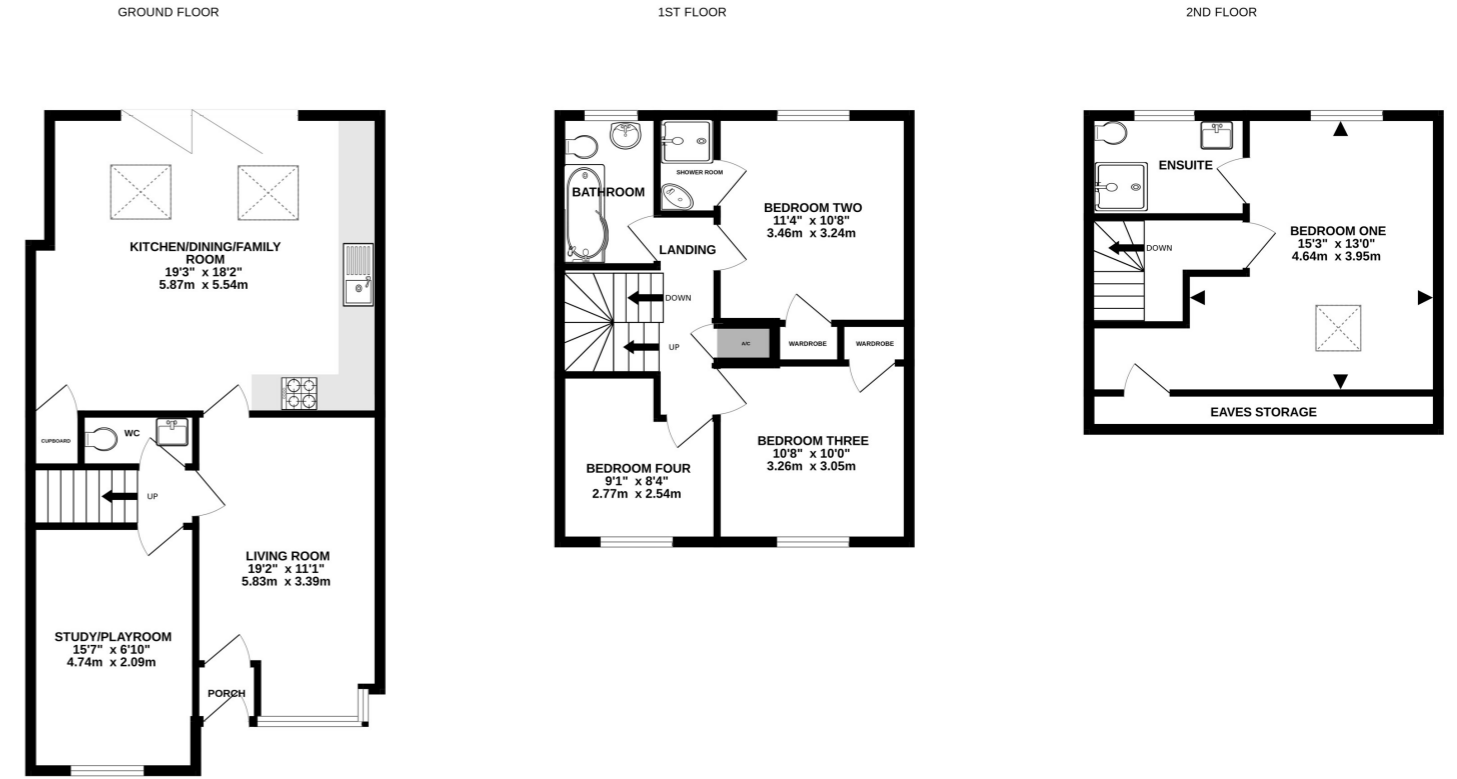 GROUND FLOOR
KITCHEN/DINING/FAMILY
ROOM
19'3" x 18'2"
5.87m x 5.54m
CUPBOARD
WC
UP
LIVING ROOM
19'2" x 11'1"
5.83m x 3.39m
STUDY/PLAYROOM
15'7" x 6'10"
4.74m x 2.09m
PORCH
1ST FLOOR
BATHROOM
SHOWER ROOM
BEDROOM TWO
11'4" x 10'8"
3.46m x 3.24m
LANDING
DOWN
UP
A/C
WARDROBE
WARDROBE
BEDROOM THREE
10'8" x 10'0"
3.26m x 3.05m
BEDROOM FOUR
9'1" x 8'4"
2.77m x 2.54m
2ND FLOOR
ENSUITE
DOWN
BEDROOM ONE
15'3" x 13'0"
4.64m x 3.95m
EAVES STORAGE